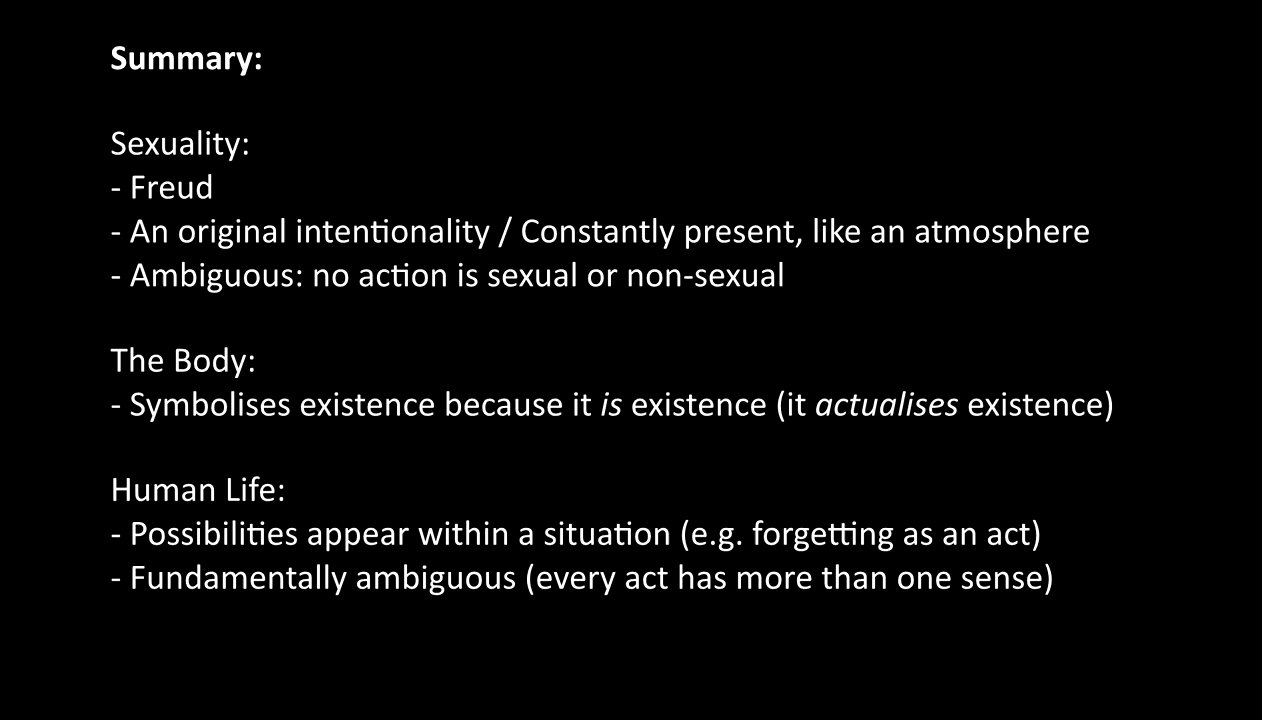 Summary:
Sexuality:
- Freud
- An original intentionality / Constantly present, like an atmosphere
- Ambiguous: no action is sexual or non-sexual
The Body:
- Symbolises existence because it is existence (it actualises existence)
Human Life:
- Possibilities appear within a situation (e.g. forgetting as an act)
- Fundamentally ambiguous (every act has more than one sense)